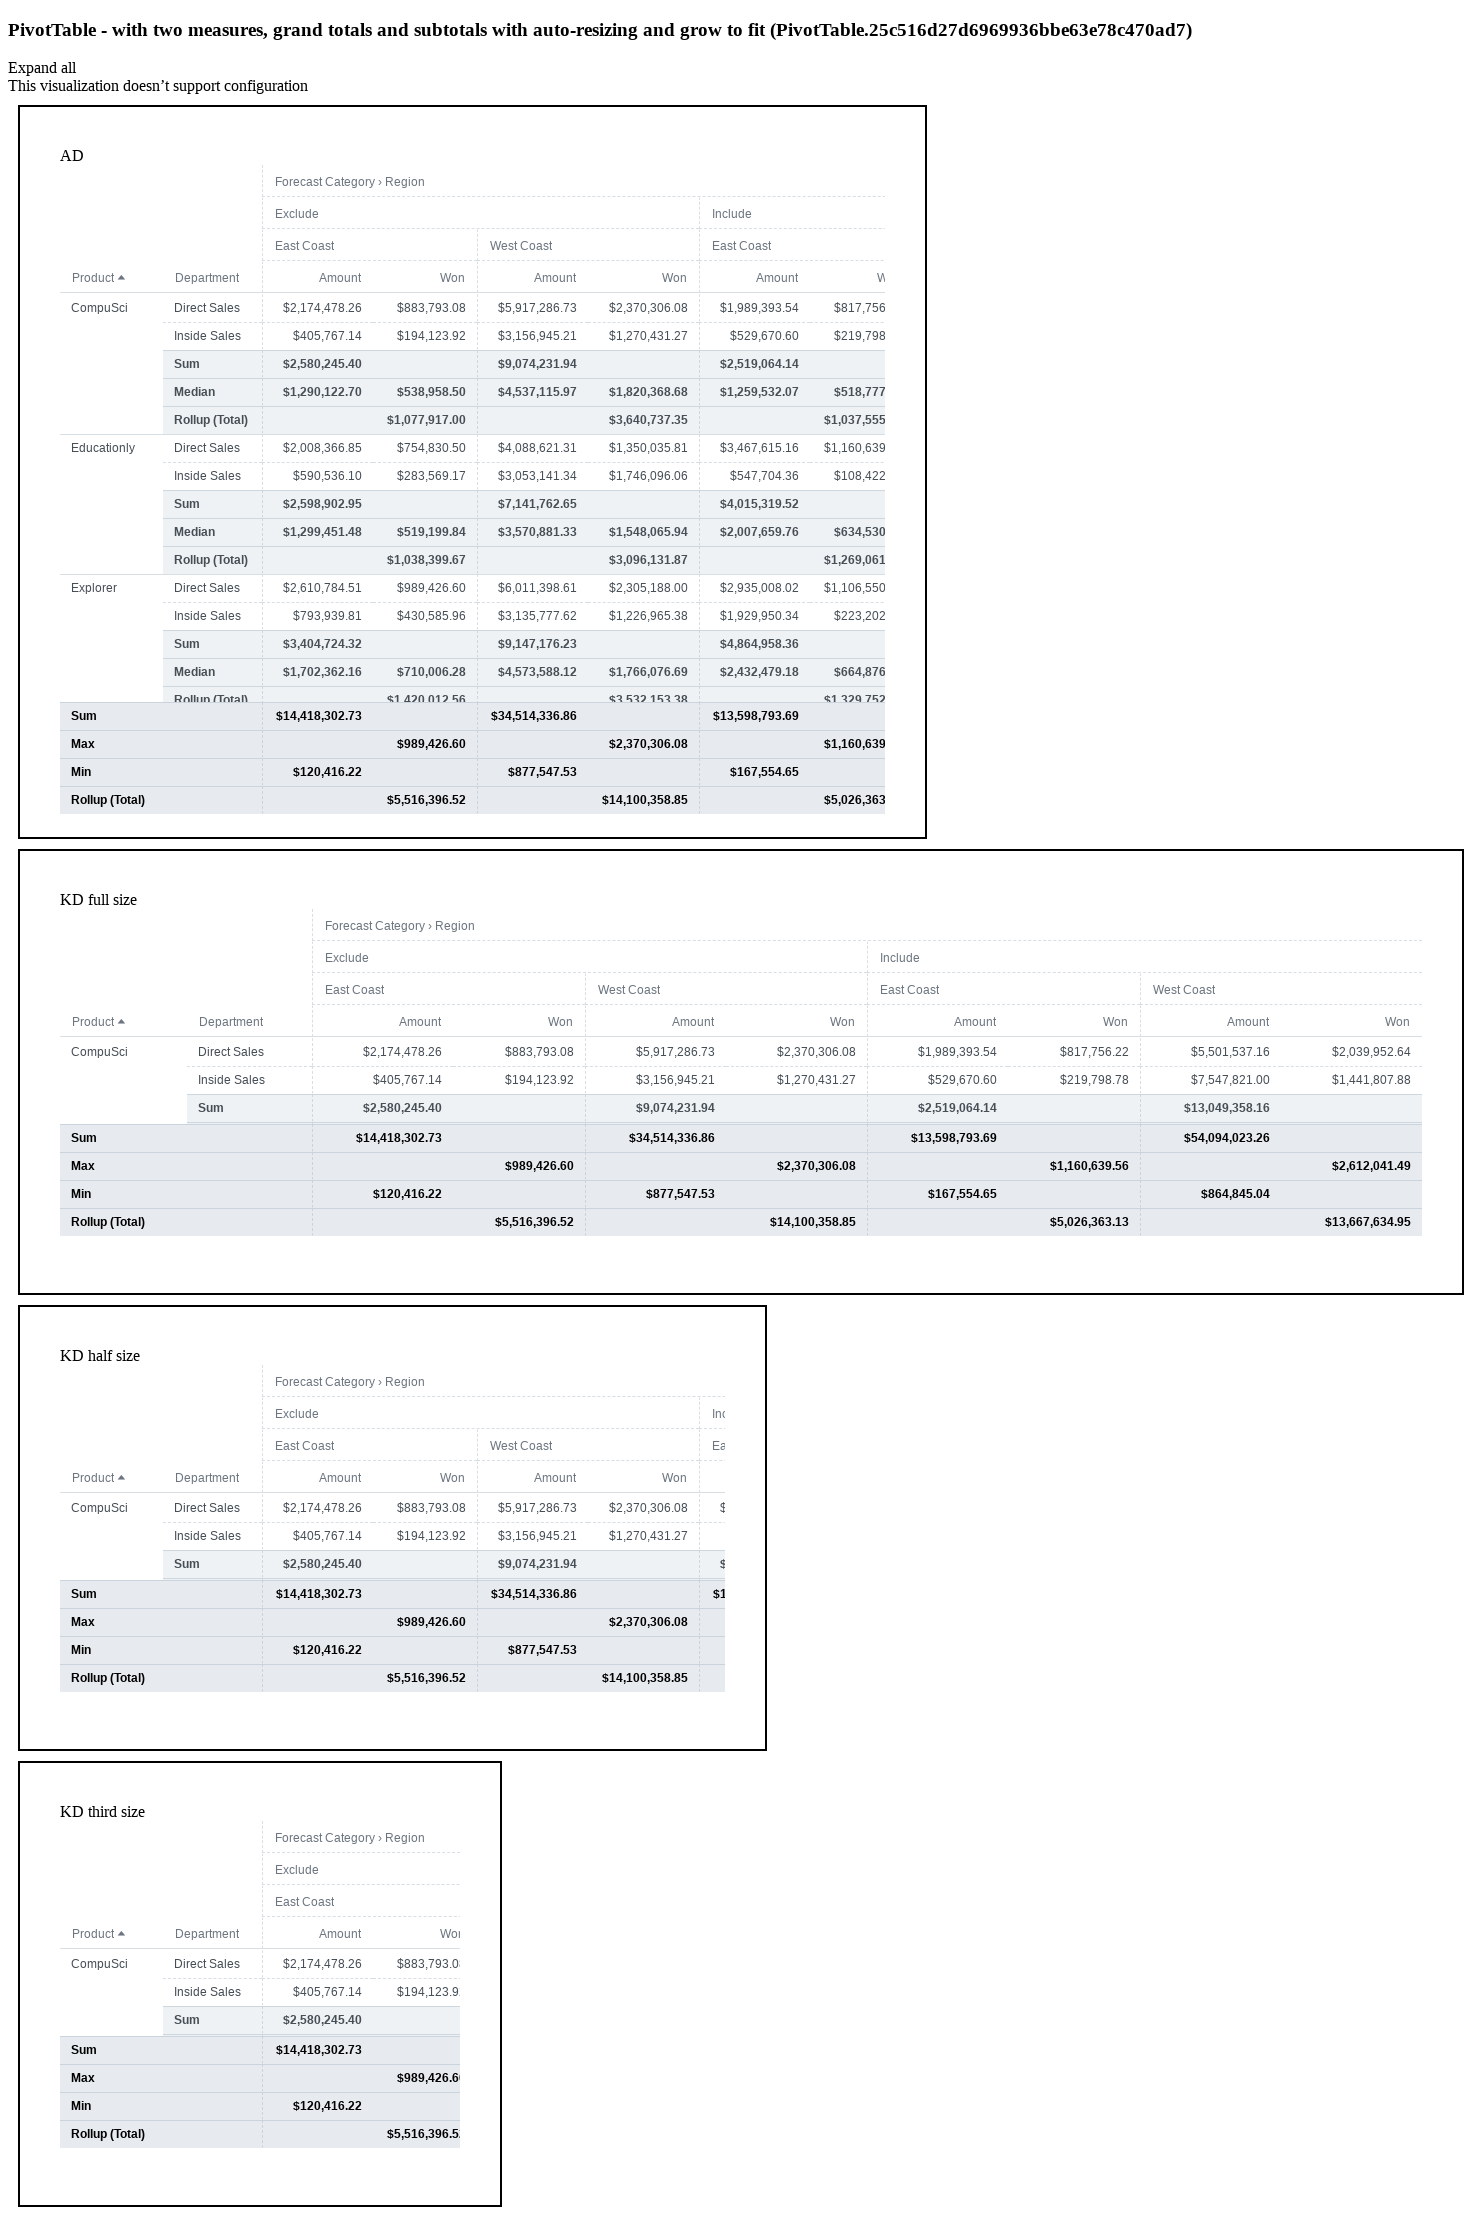 PivotTable - with two measures, grand totals and subtotals with auto-resizing and grow to fit (PivotTable.25c516d27d6969936bbe63e78c470ad7)
Expand all
This visualization doesn’t support configuration
AD
Forecast Category › Region
Exclude Include
East Coast West Coast East Coast
Product Department Amount Won Amount Won Amount
CompuSci Direct Sales $2,174,478.26 $883,793.08 $5,917,286.73 $2,370,306.08 $1,989,393.54 $817,756
Inside Sales $405,767.14 $194,123.92 $3,156,945.21 $1,270,431.27 $529,670.60 $219,798
Sum $2,580,245.40 $9,074,231.94 $2,519,064.14
Median $1,290,122.70 $538,958.50 $4,537,115.97 $1,820,368.68 $1,259,532.07 $518,777
Rollup (Total) $1,077,917.00 $3,640,737.35 $1,037,555
Educationly Direct Sales $2,008,366.85 $754,830.50 $4,088,621.31 $1,350,035.81 $3,467,615.16 $1,160,639
Inside Sales $590,536.10 $283,569.17 $3,053,141.34 $1,746,096.06 $547,704.36 $108,422
Sum $2,598,902.95 $7,141,762.65 $4,015,319.52
Median $1,299,451.48 $519,199.84 $3,570,881.33 $1,548,065.94 $2,007,659.76 $634,530
Rollup (Total) $1,038,399.67 $3,096,131.87 $1,269,061
Explorer Direct Sales $2,610,784.51 $989,426.60 $6,011,398.61 $2,305,188.00 $2,935,008.02 $1,106,550
Inside Sales $793,939.81 $430,585.96 $3,135,777.62 $1,226,965.38 $1,929,950.34 $223,202
Sum $3,404,724.32 $9,147,176.23 $4,864,958.36
Median $1,702,362.16 $710,006.28 $4,573,588.12 $1,766,076.69 $2,432,479.18 $664,876
Rollup (Total) $1,420,012.56 $3,532,153.38 $1,329,752
Sum $14,418,302.73 $34,514,336.86 $13,598,793.69
Max $989,426.60 $2,370,306.08 $1,160,639
Min $120,416.22 $877,547.53 $167,554.65
Rollup (Total) $5,516,396.52 $14,100,358.85 $5,026,363
KD full size
Forecast Category › Region
Exclude Include
East Coast West Coast East Coast West Coast
Product Department Amount Won Amount Won Amount Won Amount Won
CompuSci Direct Sales $2,174,478.26 $883,793.08 $5,917,286.73 $2,370,306.08 $1,989,393.54 $817,756.22 $5,501,537.16 $2,039,952.64
Inside Sales $405,767.14 $194,123.92 $3,156,945.21 $1,270,431.27 $529,670.60 $219,798.78 $7,547,821.00 $1,441,807.88
Sum $2,580,245.40 $9,074,231.94 $2,519,064.14 $13,049,358.16
Sum $14,418,302.73 $34,514,336.86 $13,598,793.69 $54,094,023.26
Max $989,426.60 $2,370,306.08 $1,160,639.56 $2,612,041.49
Min $120,416.22 $877,547.53 $167,554.65 $864,845.04
Rollup (Total) $5,516,396.52 $14,100,358.85 $5,026,363.13 $13,667,634.95
KD half size
Forecast Category › Region
Exclude Inc
East Coast West Coast Ea
Product Department Amount Won Amount Won
CompuSci Direct Sales $2,174,478.26 $883,793.08 $5,917,286.73 $2,370,306.08 $
Inside Sales $405,767.14 $194,123.92 $3,156,945.21 $1,270,431.27
Sum $2,580,245.40 $9,074,231.94 $
Sum $14,418,302.73 $34,514,336.86 $1
Max $989,426.60 $2,370,306.08
Min $120,416.22 $877,547.53
Rollup (Total) $5,516,396.52 $14,100,358.85
KD third size
Forecast Category › Region
Exclude
East Coast
Product Department Amount Won
CompuSci Direct Sales $2,174,478.26 $883,793.0
Inside Sales $405,767.14 $194,123.9
Sum $2,580,245.40
Sum $14,418,302.73
Max $989,426.6
Min $120,416.22
Rollup (Total) $5,516,396.5